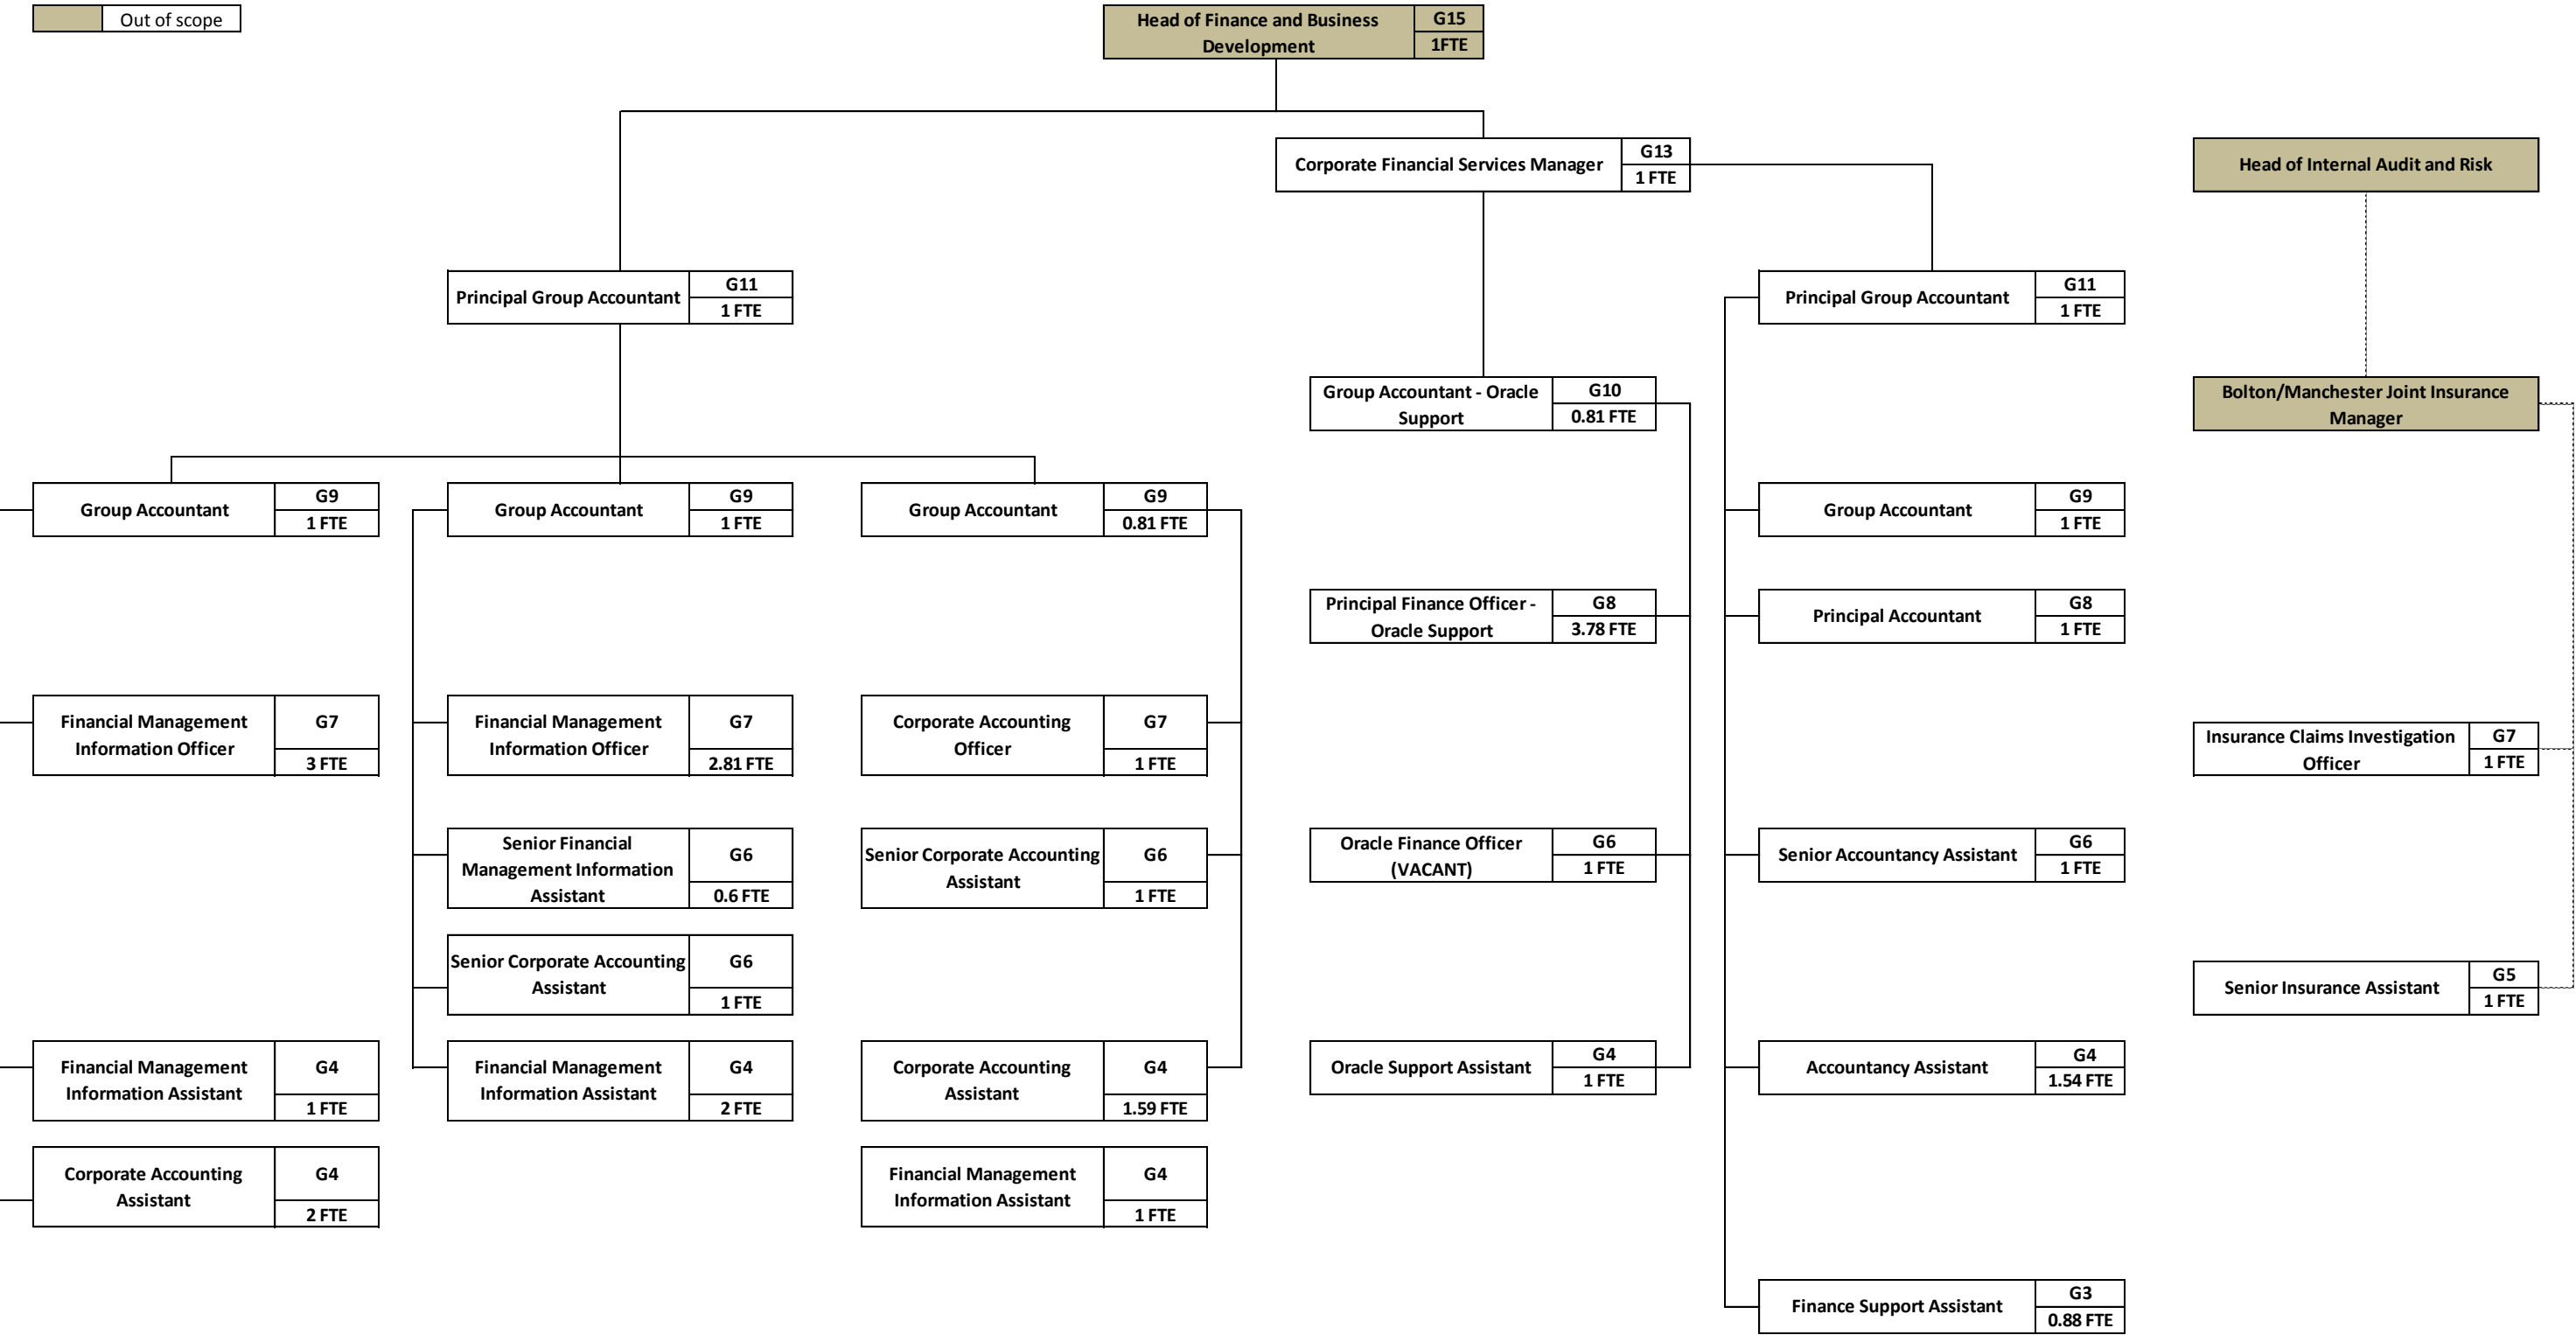 Out of scope
Head of Finance and Business
Development
G15
1FTE
Corporate Financial Services Manager
G13
1 FTE
Head of Internal Audit and Risk
Principal Group Accountant
G11
1 FTE
Principal Group Accountant
G11
1 FTE
Group Accountant - Oracle
Support
G10
0.81 FTE
Bolton/Manchester Joint Insurance
Manager
Group Accountant
G9
1 FTE
Group Accountant
G9
1 FTE
Group Accountant
G9
0.81 FTE
Group Accountant
G9
1 FTE
Principal Finance Officer -
Oracle Support
G8
3.78 FTE
Principal Accountant
G8
1 FTE
Financial Management
Information Officer
G7
3 FTE
Financial Management
Information Officer
G7
2.81 FTE
Corporate Accounting
Officer
G7
1 FTE
Insurance Claims Investigation
Officer
G7
1 FTE
Senior Financial
Management Information
Assistant
G6
0.6 FTE
Senior Corporate Accounting
Assistant
G6
1 FTE
Oracle Finance Officer
(VACANT)
G6
1 FTE
Senior Accountancy Assistant
G6
1 FTE
Senior Corporate Accounting
Assistant
G6
1 FTE
Senior Insurance Assistant
G5
1 FTE
Financial Management
Information Assistant
G4
1 FTE
Financial Management
Information Assistant
G4
2 FTE
Corporate Accounting
Assistant
G4
1.59 FTE
Oracle Support Assistant
G4
1 FTE
Accountancy Assistant
G4
1.54 FTE
Corporate Accounting
Assistant
G4
2 FTE
Financial Management
Information Assistant
G4
1 FTE
Finance Support Assistant
G3
0.88 FTE